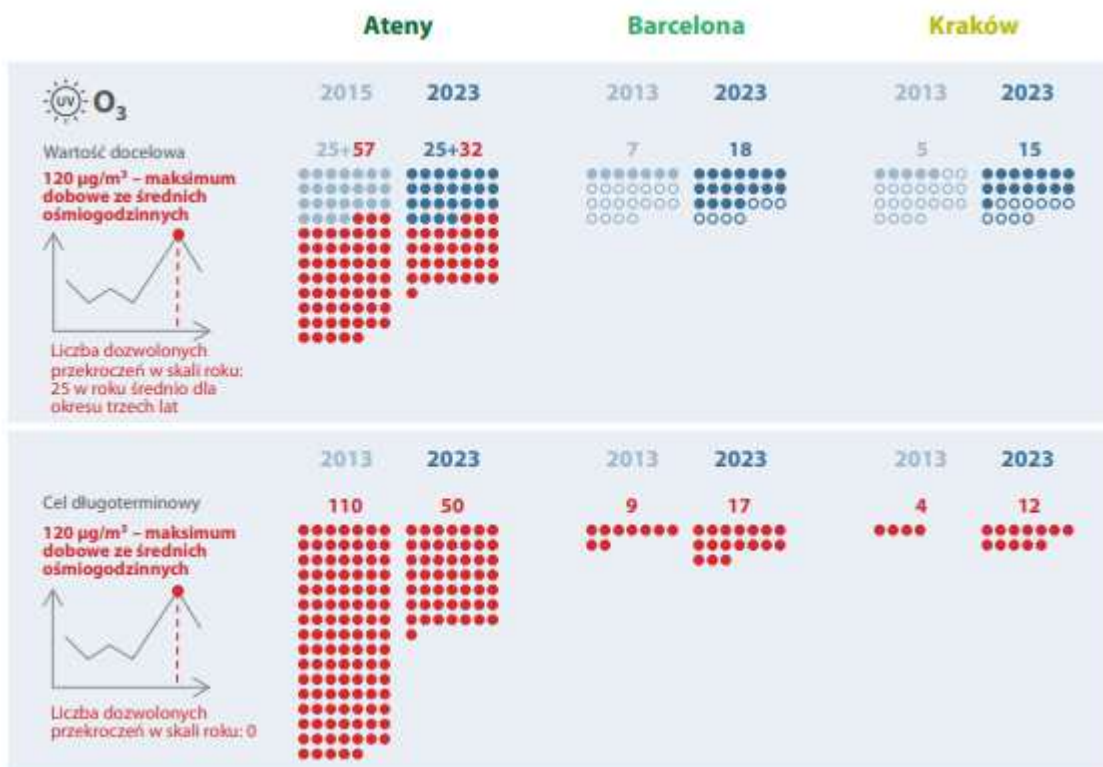 Ateny Barcelona Kraków
UV O₃
2015 2023 2013 2023 2013 2023
Wartość docelowa
25+57 25+32 7 18 5 15
120 µg/m³ – maksimum
dobowe ze średnich
ośmiogodzinnych
Liczba dozwolonych
przekroczeń w skali roku:
25 w roku średnio dla
okresu trzech lat
2013 2023 2013 2023 2013 2023
Cel długoterminowy
110 50 9 17 4 12
120 µg/m³ – maksimum
dobowe ze średnich
ośmiogodzinnych
Liczba dozwolonych
przekroczeń w skali roku: 0